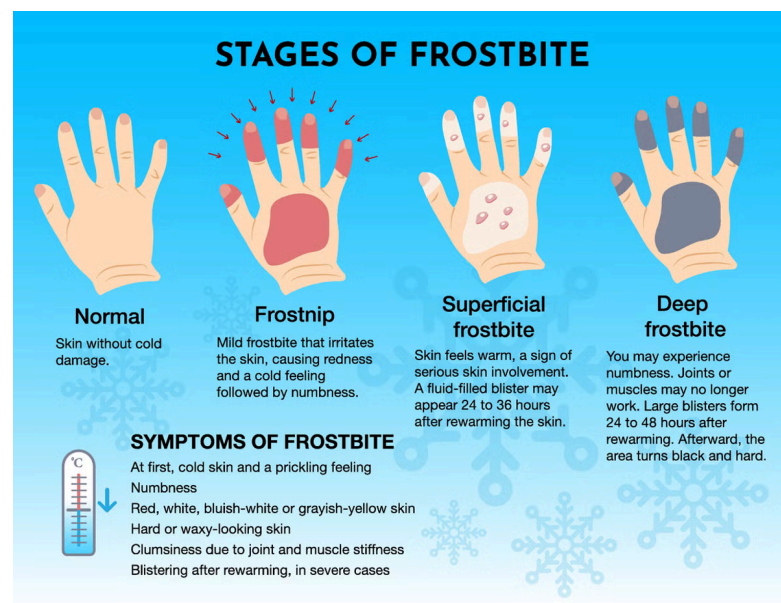 STAGES OF FROSTBITE
Normal
Skin without cold
damage.
Frostnip
Mild frostbite that irritates
the skin, causing redness
and a cold feeling
followed by numbness.
Superficial
frostbite
Skin feels warm, a sign of
serious skin involvement.
A fluid-filled blister may
appear 24 to 36 hours
after rewarming the skin.
Deep
frostbite
You may experience
numbness. Joints or
muscles may no longer
work. Large blisters form
24 to 48 hours after
rewarming. Afterward, the
area turns black and hard.
°C
SYMPTOMS OF FROSTBITE
At first, cold skin and a prickling feeling
Numbness
Red, white, bluish-white or grayish-yellow skin
Hard or waxy-looking skin
Clumsiness due to joint and muscle stiffness
Blistering after rewarming, in severe cases